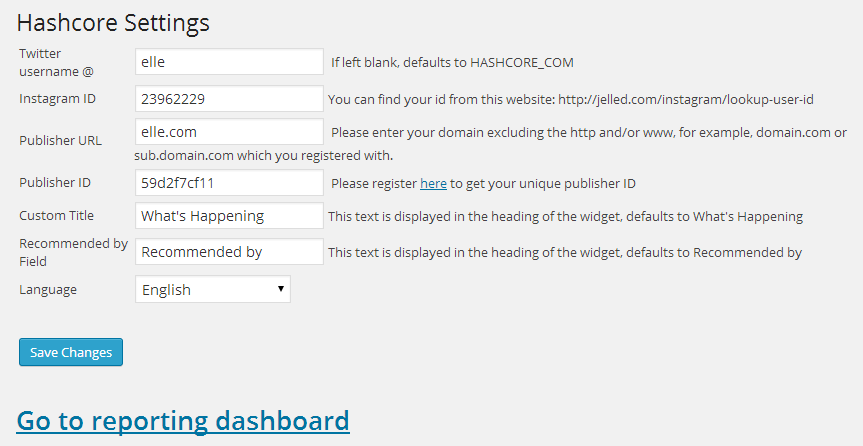 Hashcore Settings
Twitter
username @ elle If left blank, defaults to HASHCORE_COM
Instagram ID 23962229 You can find your id from this website: http://jelled.com/instagram/lookup-user-id
Publisher URL elle.com Please enter your domain excluding the http and/or www, for example, domain.com or
sub.domain.com which you registered with.
Publisher ID 59d2f7cf11 Please register here to get your unique publisher ID
Custom Title What's Happening This text is displayed in the heading of the widget, defaults to What's Happening
Recommended by
Field Recommended by This text is displayed in the heading of the widget, defaults to Recommended by
Language English
Save Changes
Go to reporting dashboard